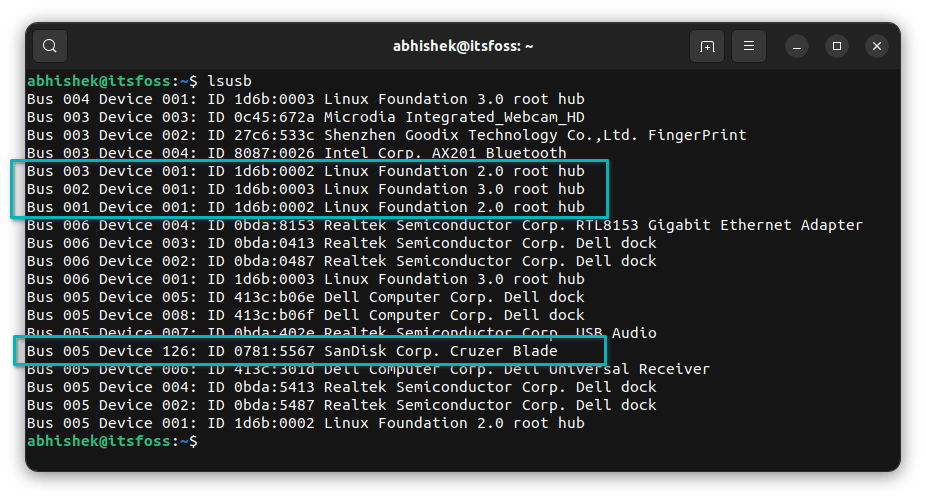 abhishek@itsfoss: ~
abhishek@itsfoss:~$ lsusb
Bus 004 Device 001: ID 1d6b:0003 Linux Foundation 3.0 root hub
Bus 003 Device 003: ID 0c45:672a Microdia Integrated_Webcam_HD
Bus 003 Device 002: ID 27c6:533c Shenzhen Goodix Technology Co.,Ltd. FingerPrint
Bus 003 Device 004: ID 8087:0026 Intel Corp. AX201 Bluetooth
Bus 003 Device 001: ID 1d6b:0002 Linux Foundation 2.0 root hub
Bus 002 Device 001: ID 1d6b:0003 Linux Foundation 3.0 root hub
Bus 001 Device 001: ID 1d6b:0002 Linux Foundation 2.0 root hub
Bus 006 Device 004: ID 0bda:8153 Realtek Semiconductor Corp. RTL8153 Gigabit Ethernet Adapter
Bus 006 Device 003: ID 0bda:0413 Realtek Semiconductor Corp. Dell dock
Bus 006 Device 002: ID 0bda:0487 Realtek Semiconductor Corp. Dell dock
Bus 006 Device 001: ID 1d6b:0003 Linux Foundation 3.0 root hub
Bus 005 Device 005: ID 413c:b06e Dell Computer Corp. Dell dock
Bus 005 Device 008: ID 413c:b06f Dell Computer Corp. Dell dock
Bus 005 Device 007: ID 0bda:402e Realtek Semiconductor Corp. USB Audio
Bus 005 Device 126: ID 0781:5567 SanDisk Corp. Cruzer Blade
Bus 005 Device 006: ID 413c:301d Dell Computer Corp. Dell Universal Receiver
Bus 005 Device 004: ID 0bda:5413 Realtek Semiconductor Corp. Dell dock
Bus 005 Device 002: ID 0bda:5487 Realtek Semiconductor Corp. Dell dock
Bus 005 Device 001: ID 1d6b:0002 Linux Foundation 2.0 root hub
abhishek@itsfoss:~$